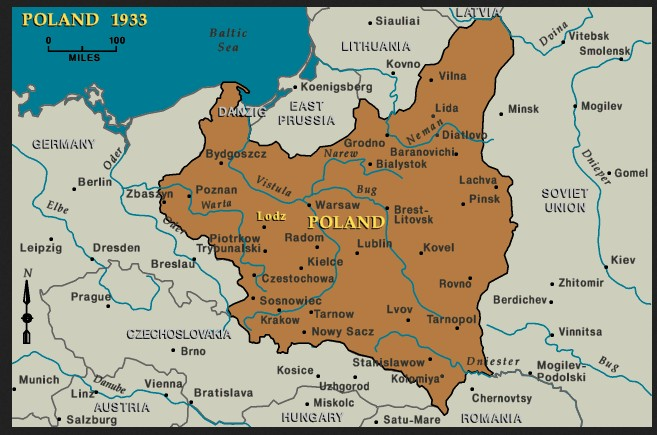 POLAND 1933
0 100
MILES
Baltic
Sea
LATVIA
Siauliai
Dvina
Vitebsk
Smolensk
LITHUANIA
Kovno
Vilna
Koenigsberg
EAST
PRUSSIA
DANZIG
Lida
Minsk
Mogilev
Neman
Diatlovo
GERMANY
Oder
Grodno
Baranovichi
Narew
Bialystok
Bydgoszcz
Dnieper
Gomel
Berlin
Zbaszyn
Poznan
Vistula
Bug
Lachva
Pinsk
SOVIET
UNION
Elbe
Warta
Warsaw
Brest-
Litovsk
Lodz
POLAND
Oder
Piotrkow
Trybunalski
Radom
Lublin
Kovel
Leipzig
Dresden
Breslau
Kielce
Kiev
N
Czestochowa
Rovno
Zhitomir
Prague
Sosnowiec
Berdichev
Krakow
Tarnow
Lvov
Tarnopol
CZECHOSLOVAKIA
Nowy Sacz
Vinnitsa
Brno
Stanislawow
Dniester
Bug
Munich
Danube
Kosice
Kolomyia
Mogilev-
Podolski
Linz
Vienna
Bratislava
Uzhgorod
Chernovtsy
AUSTRIA
Miskolc
Salzburg
HUNGARY
Satu-Mare
ROMANIA